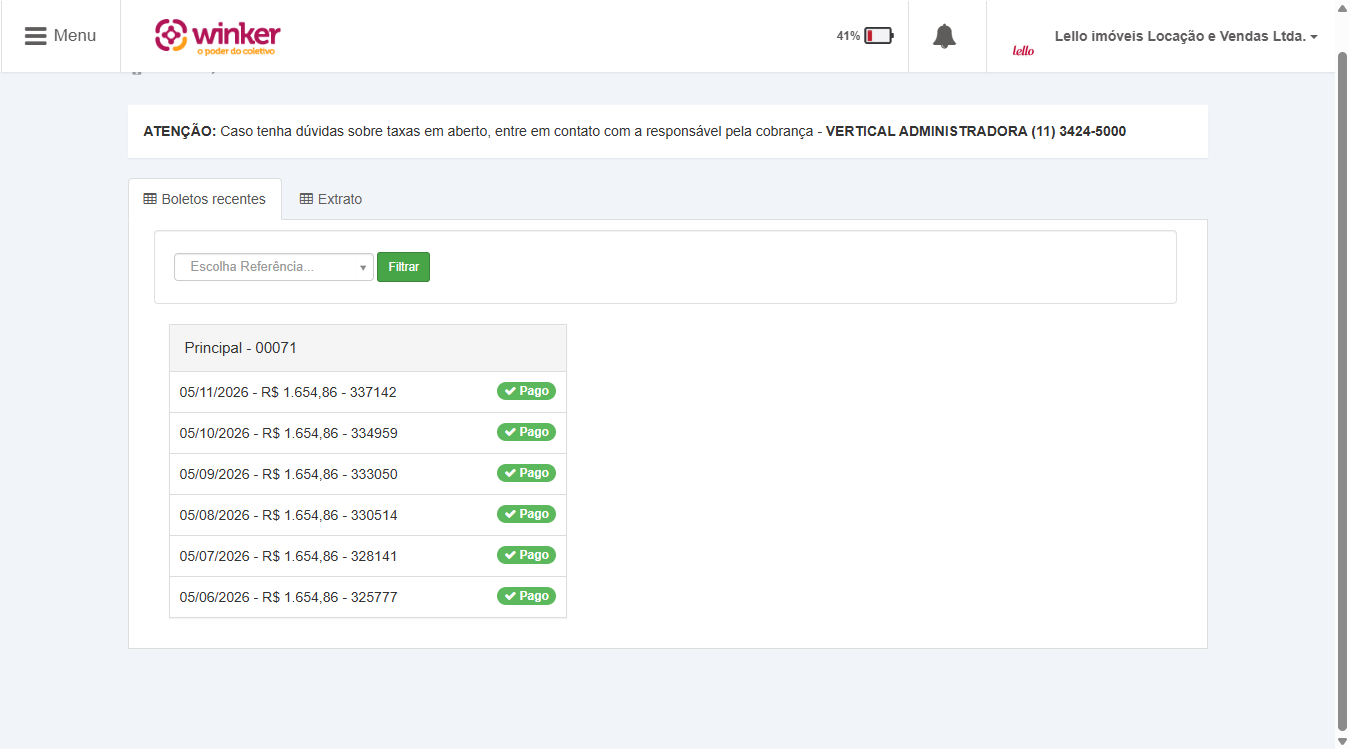 Menu
winker
o poder do coletivo
41%
lello
Lello imóveis Locação e Vendas Ltda.
ATENÇÃO: Caso tenha dúvidas sobre taxas em aberto, entre em contato com a responsável pela cobrança - VERTICAL ADMINISTRADORA (11) 3424-5000
Boletos recentes
Extrato
Escolha Referência...
Filtrar
Principal - 00071
05/11/2026 - R$ 1.654,86 - 337142 Pago
05/10/2026 - R$ 1.654,86 - 334959 Pago
05/09/2026 - R$ 1.654,86 - 333050 Pago
05/08/2026 - R$ 1.654,86 - 330514 Pago
05/07/2026 - R$ 1.654,86 - 328141 Pago
05/06/2026 - R$ 1.654,86 - 325777 Pago